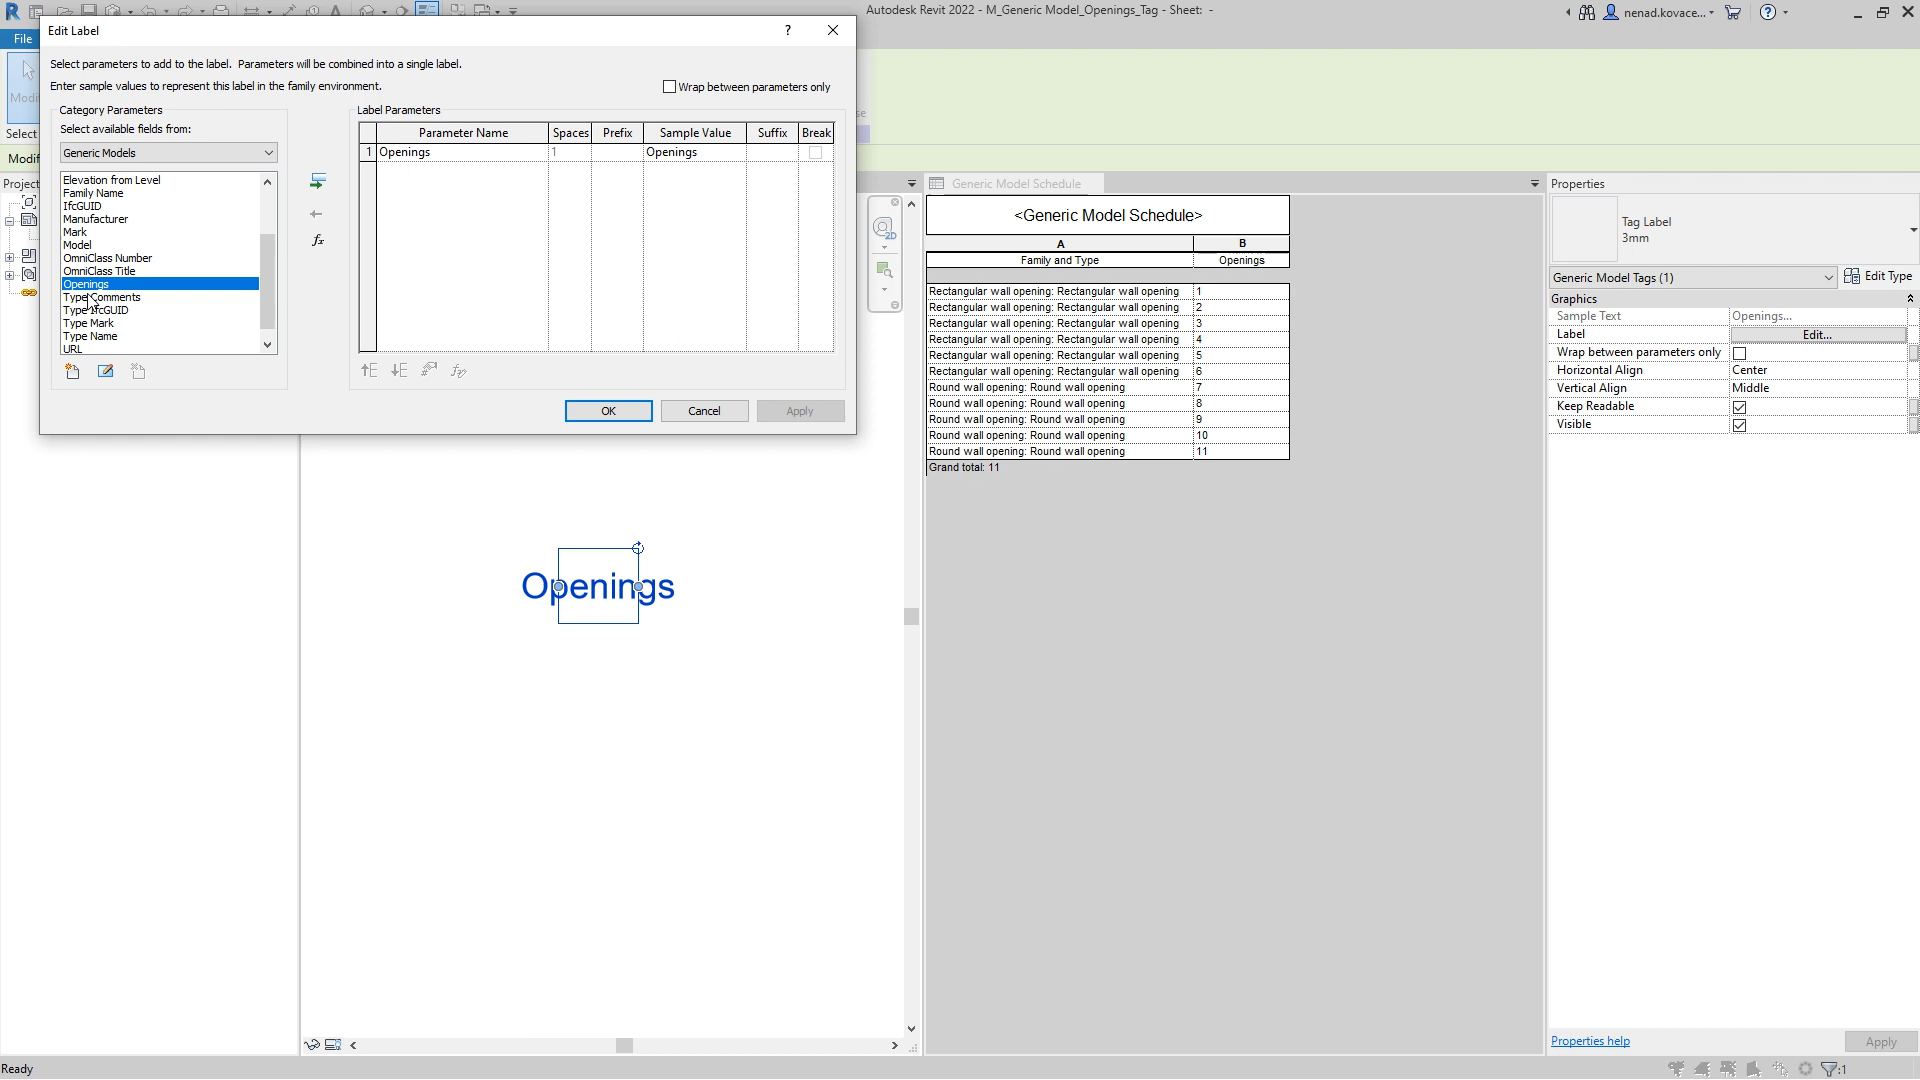 File
Autodesk Revit 2022 - M_Generic Model_Openings_Tag - Sheet: -
nenad.kovace...
Edit Label
Select parameters to add to the label. Parameters will be combined into a single label.
Enter sample values to represent this label in the family environment.
Wrap between parameters only
Category Parameters
Select available fields from:
Generic Models
Elevation from Level
Family Name
IfcGUID
Manufacturer
Mark
Model
OmniClass Number
OmniClass Title
Openings
Type Comments
Type IfcGUID
Type Mark
Type Name
URL
Label Parameters
Parameter Name Spaces Prefix Sample Value Suffix Break
1 Openings 1 Openings
OK
Cancel
Apply
Select
Openings
Generic Model Schedule
<Generic Model Schedule>
A B
Family and Type Openings
Rectangular wall opening: Rectangular wall opening 1
Rectangular wall opening: Rectangular wall opening 2
Rectangular wall opening: Rectangular wall opening 3
Rectangular wall opening: Rectangular wall opening 4
Rectangular wall opening: Rectangular wall opening 5
Rectangular wall opening: Rectangular wall opening 6
Round wall opening: Round wall opening 7
Round wall opening: Round wall opening 8
Round wall opening: Round wall opening 9
Round wall opening: Round wall opening 10
Round wall opening: Round wall opening 11
Grand total: 11
Properties
Tag Label
3mm
Generic Model Tags (1)
Edit Type
Graphics
Sample Text Openings...
Label Edit...
Wrap between parameters only
Horizontal Align Center
Vertical Align Middle
Keep Readable
Visible
Properties help
Apply
Ready
:1